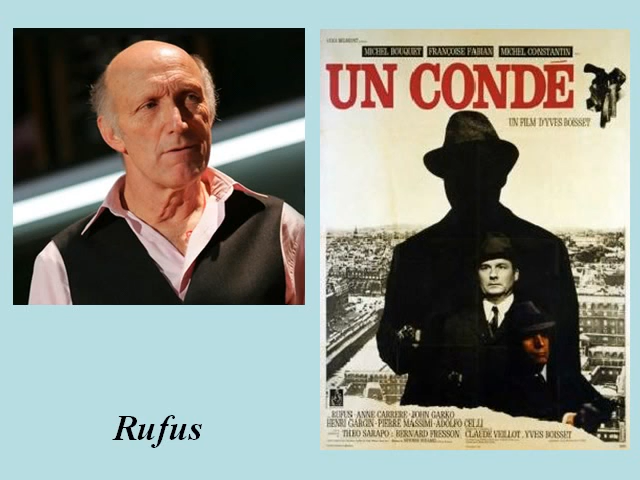 MICHEL BOUQUET FRANÇOISE FABIAN MICHEL CONSTANTIN
UN CONDÉ
UN FILM D'YVES BOISSET
RUFUS · ANNE CARRERE · JOHN GARKO
HENRI GARCIN · PIERRE MASSIMI · ADOLFO CELLI
THEO SARAPO · BERNARD FRESSON CLAUDE VEILLOT · YVES BOISSET
Rufus